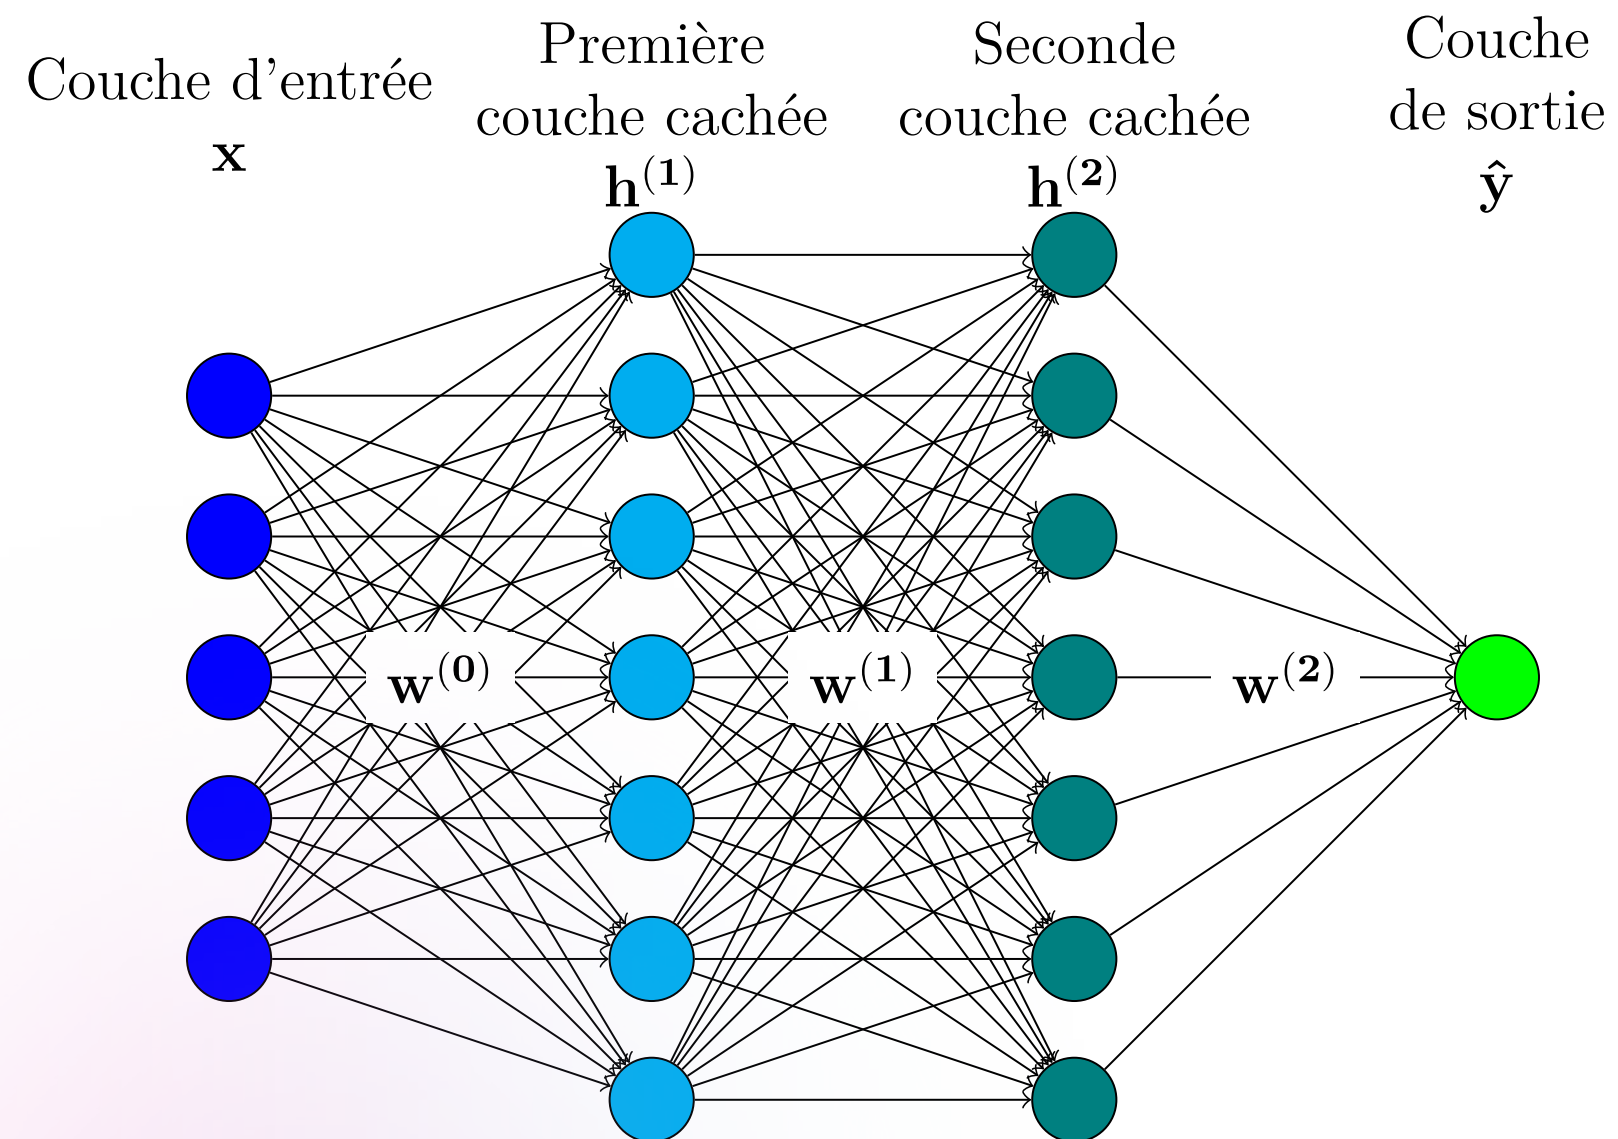 Couche d'entrée
x
Première
couche cachée
h^(1)
Seconde
couche cachée
h^(2)
Couche
de sortie
ŷ
w^(0)
w^(1)
w^(2)